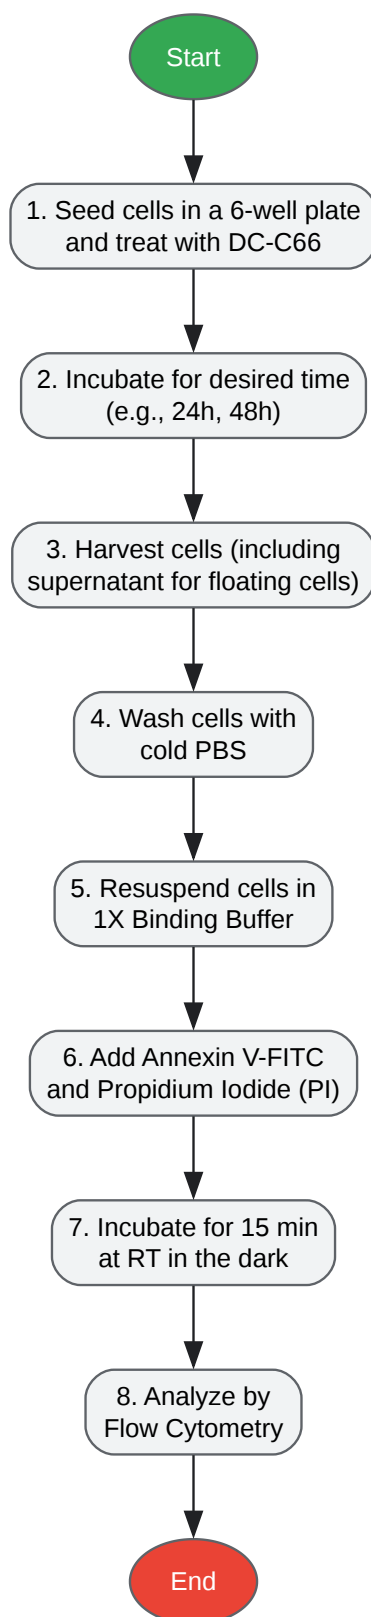 Start
1. Seed cells in a 6-well plate
and treat with DC-C66
2. Incubate for desired time
(e.g., 24h, 48h)
3. Harvest cells (including
supernatant for floating cells)
4. Wash cells with
cold PBS
5. Resuspend cells in
1X Binding Buffer
6. Add Annexin V-FITC
and Propidium Iodide (PI)
7. Incubate for 15 min
at RT in the dark
8. Analyze by
Flow Cytometry
End